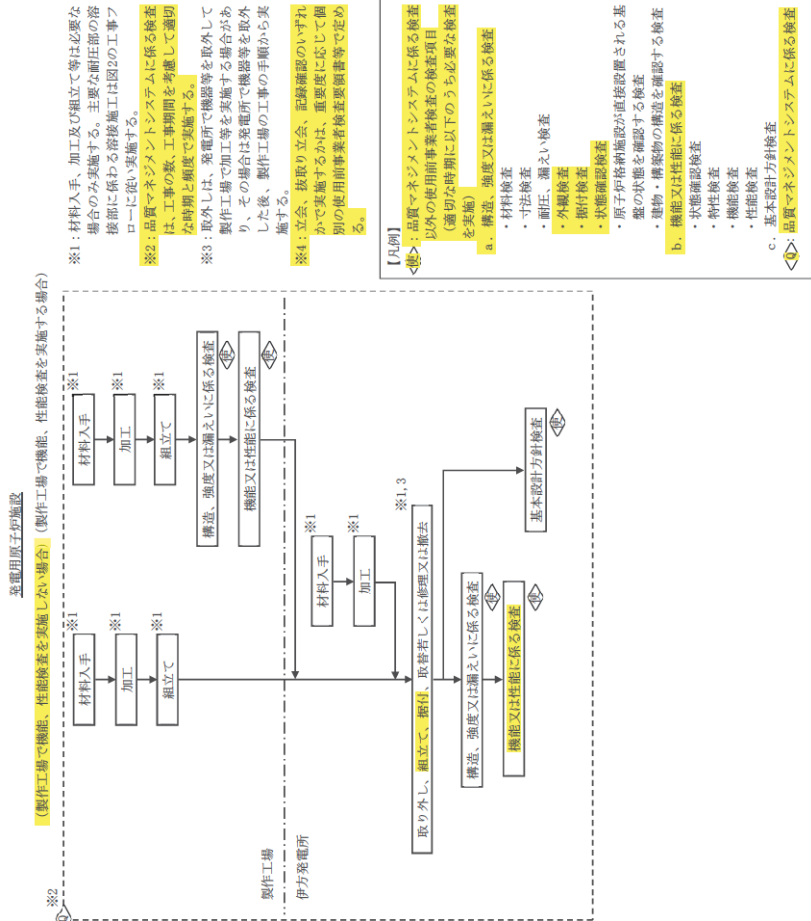 発電用原子炉施設
(製作工場で機能、性能検査を実施しない場合)
(製作工場で機能、性能検査を実施する場合)
※2
Q
材料入手
※1
加工
※1
組立て
※1
材料入手
※1
加工
※1
組立て
※1
構造、強度又は漏えいに係る検査
使
機能又は性能に係る検査
使
製作工場
伊方発電所
材料入手
※1
加工
※1
※1,3
取り外し、組立て、据付、取替若しくは修理又は撤去
構造、強度又は漏えいに係る検査
使
機能又は性能に係る検査
使
基本設計方針検査
使
※1：材料入手、加工及び組立て等は必要な
場合のみ実施する。主要な耐圧部の溶
接部に係わる溶接施工は図2の工事フ
ローに従い実施する。
※2：品質マネジメントシステムに係る検査
は、工事の数、工事期間を考慮して適切
な時期と頻度で実施する。
※3：取外しは、発電所で機器等を取外して
製作工場で加工等を実施する場合があ
り、その場合は発電所で機器等を取外
した後、製作工場の工事の手順から実
施する。
※4：立会、抜取り立会、記録確認のいずれ
かで実施するかは、重要度に応じて個
別の使用前事業者検査要領書等で定め
る。
【凡例】
使：品質マネジメントシステムに係る検査
以外の使用前事業者検査の検査項目
（適切な時期に以下のうち必要な検査
を実施）
a．構造、強度又は漏えいに係る検査
・材料検査
・寸法検査
・耐圧、漏えい検査
・外観検査
・据付検査
・状態確認検査
・原子炉格納施設が直接設置される基
盤の状態を確認する検査
・建物・構築物の構造を確認する検査
b．機能又は性能に係る検査
・状態確認検査
・特性検査
・機能検査
・性能検査
c．基本設計方針検査
Q：品質マネジメントシステムに係る検査